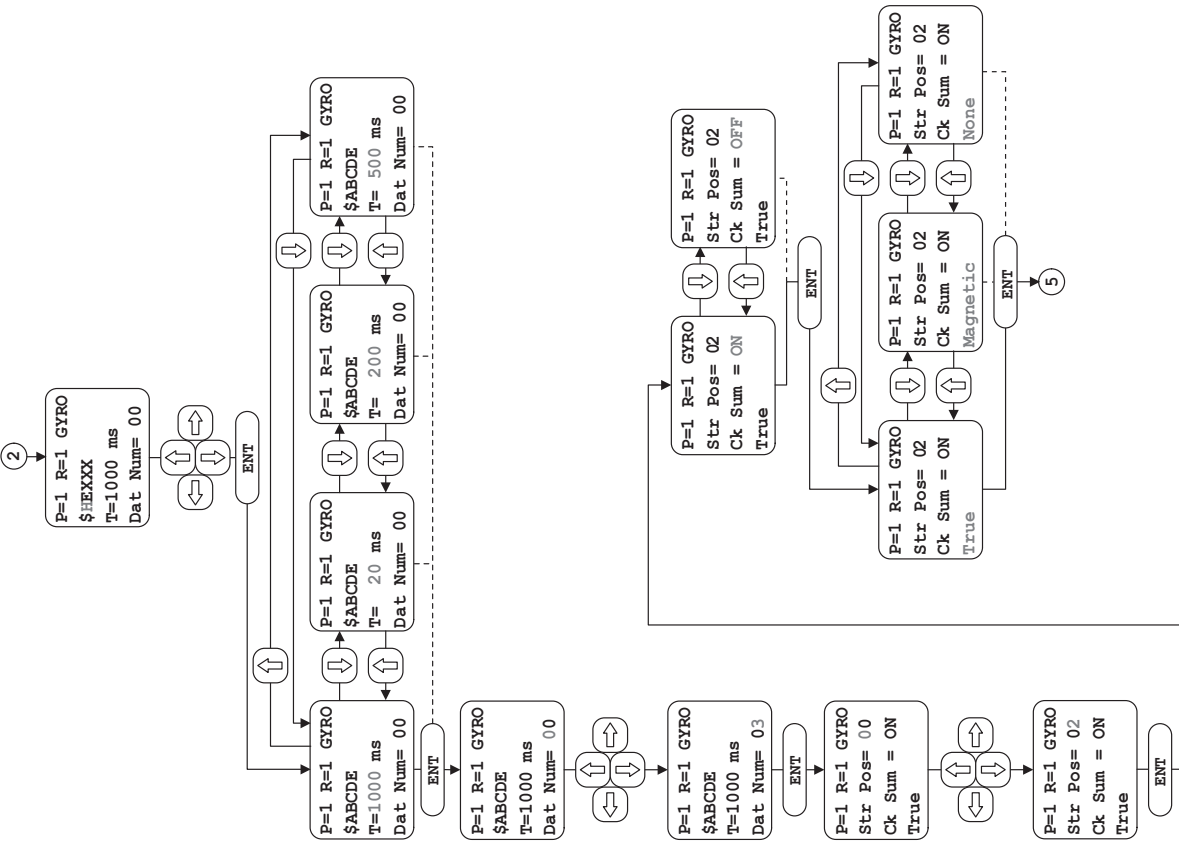 2
P=1 R=1 GYRO
$HEXXX
T=1000 ms
Dat Num= 00
ENT
P=1 R=1 GYRO
$ABCDE
T=1000 ms
Dat Num= 00
P=1 R=1 GYRO
$ABCDE
T= 20 ms
Dat Num= 00
P=1 R=1 GYRO
$ABCDE
T= 200 ms
Dat Num= 00
P=1 R=1 GYRO
$ABCDE
T= 500 ms
Dat Num= 00
ENT
P=1 R=1 GYRO
$ABCDE
T=1000 ms
Dat Num= 00
P=1 R=1 GYRO
$ABCDE
T=1000 ms
Dat Num= 03
ENT
P=1 R=1 GYRO
Str Pos= 00
Ck Sum = ON
True
P=1 R=1 GYRO
Str Pos= 02
Ck Sum = ON
True
ENT
P=1 R=1 GYRO
Str Pos= 02
Ck Sum = ON
True
P=1 R=1 GYRO
Str Pos= 02
Ck Sum = OFF
True
ENT
P=1 R=1 GYRO
Str Pos= 02
Ck Sum = ON
True
P=1 R=1 GYRO
Str Pos= 02
Ck Sum = ON
Magnetic
P=1 R=1 GYRO
Str Pos= 02
Ck Sum = ON
None
ENT
5